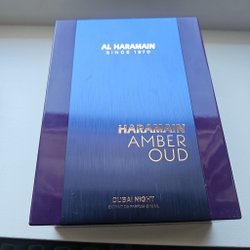 AL HARAMAIN
SINCE 1970
HARAMAIN
AMBER
OUD
DUBAI NIGHT
EXTRAIT DE PARFUM